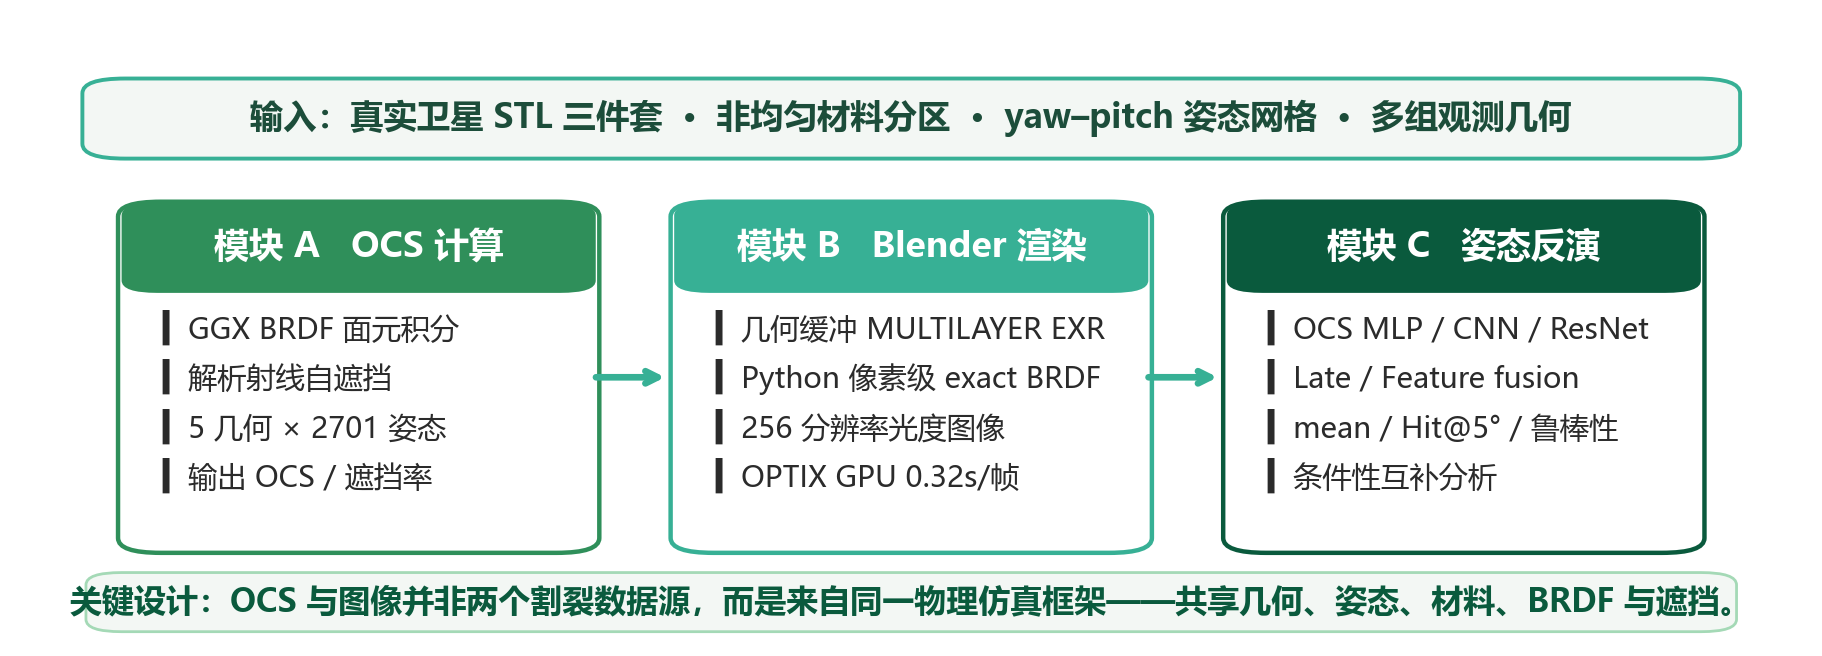 输入：真实卫星 STL 三件套 • 非均匀材料分区 • yaw–pitch 姿态网格 • 多组观测几何
模块 A OCS 计算
GGX BRDF 面元积分
解析射线自遮挡
5 几何 × 2701 姿态
输出 OCS / 遮挡率
模块 B Blender 渲染
几何缓冲 MULTILAYER EXR
Python 像素级 exact BRDF
256 分辨率光度图像
OPTIX GPU 0.32s/帧
模块 C 姿态反演
OCS MLP / CNN / ResNet
Late / Feature fusion
mean / Hit@5° / 鲁棒性
条件性互补分析
关键设计：OCS 与图像并非两个割裂数据源，而是来自同一物理仿真框架——共享几何、姿态、材料、BRDF 与遮挡。